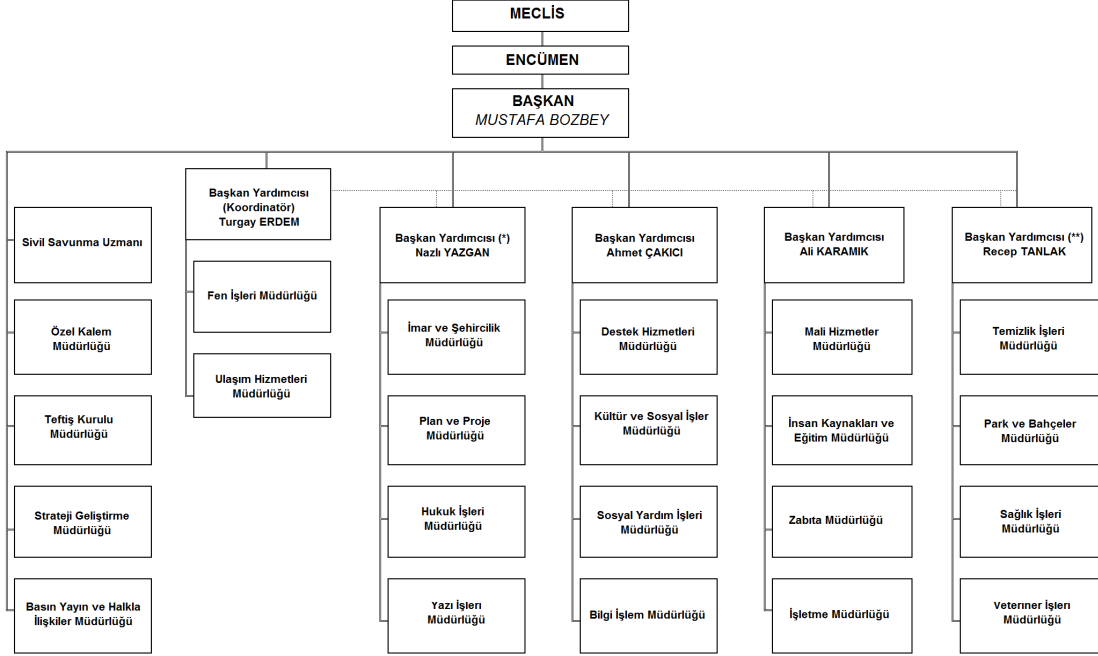 MECLİS
ENCÜMEN
BAŞKAN
MUSTAFA BOZBEY
Sivil Savunma Uzmanı
Özel Kalem
Müdürlüğü
Teftiş Kurulu
Müdürlüğü
Strateji Geliştirme
Müdürlüğü
Basın Yayın ve Halkla
İlişkiler Müdürlüğü
Başkan Yardımcısı
(Koordinatör)
Turgay ERDEM
Fen İşleri Müdürlüğü
Ulaşım Hizmetleri
Müdürlüğü
Başkan Yardımcısı (*)
Nazlı YAZGAN
İmar ve Şehircilik
Müdürlüğü
Plan ve Proje
Müdürlüğü
Hukuk İşleri
Müdürlüğü
Yazı İşleri
Müdürlüğü
Başkan Yardımcısı
Ahmet ÇAKICI
Destek Hizmetleri
Müdürlüğü
Kültür ve Sosyal İşler
Müdürlüğü
Sosyal Yardım İşleri
Müdürlüğü
Bilgi İşlem Müdürlüğü
Başkan Yardımcısı
Ali KARAMIK
Mali Hizmetler
Müdürlüğü
İnsan Kaynakları ve
Eğitim Müdürlüğü
Zabıta Müdürlüğü
İşletme Müdürlüğü
Başkan Yardımcısı (**)
Recep TANLAK
Temizlik İşleri
Müdürlüğü
Park ve Bahçeler
Müdürlüğü
Sağlık İşleri
Müdürlüğü
Veteriner İşleri
Müdürlüğü